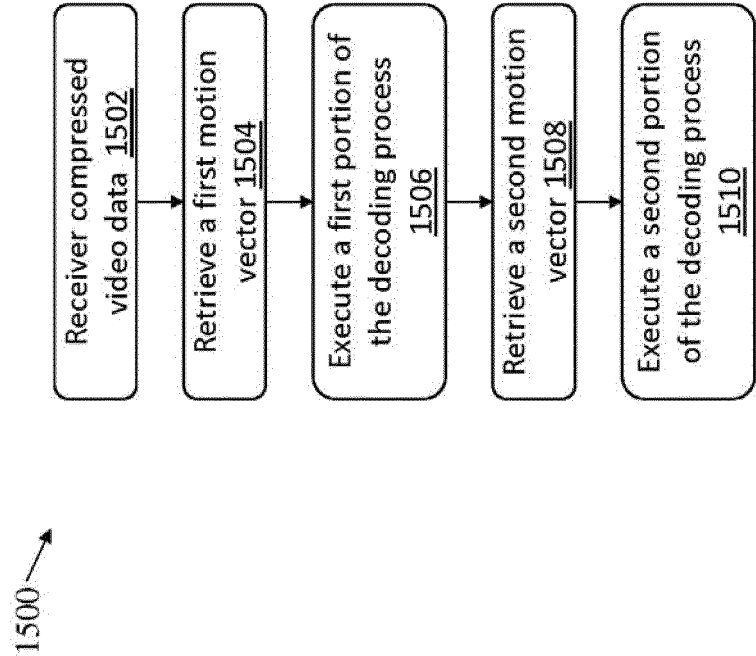 1500
Receiver compressed
video data 1502
Retrieve a first motion
vector 1504
Execute a first portion of
the decoding process
1506
Retrieve a second motion
vector 1508
Execute a second portion
of the decoding process
1510